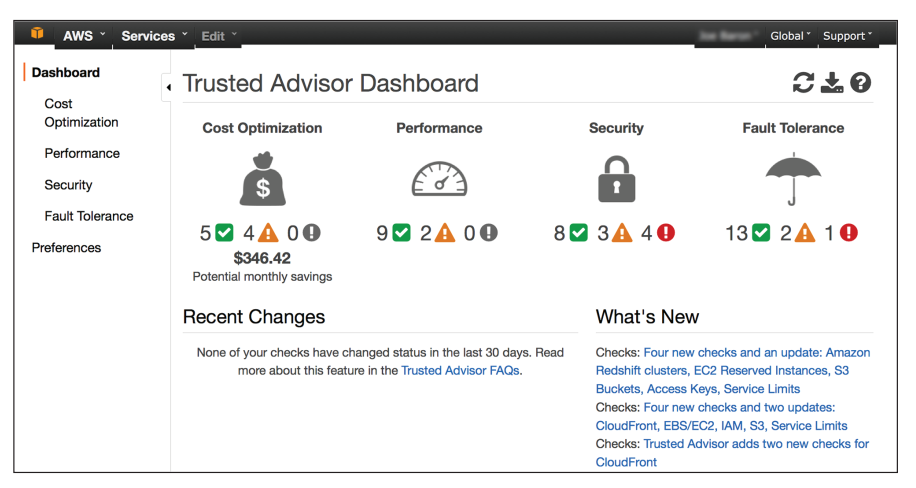 AWS Services Edit Global Support
Dashboard
Cost
Optimization
Performance
Security
Fault Tolerance
Preferences
Trusted Advisor Dashboard
Cost Optimization
$
5 4 0
$346.42
Potential monthly savings
Performance
9 2 0
Security
8 3 4
Fault Tolerance
13 2 1
Recent Changes
None of your checks have changed status in the last 30 days. Read
more about this feature in the Trusted Advisor FAQs.
What's New
Checks: Four new checks and an update: Amazon
Redshift clusters, EC2 Reserved Instances, S3
Buckets, Access Keys, Service Limits
Checks: Four new checks and two updates:
CloudFront, EBS/EC2, IAM, S3, Service Limits
Checks: Trusted Advisor adds two new checks for
CloudFront